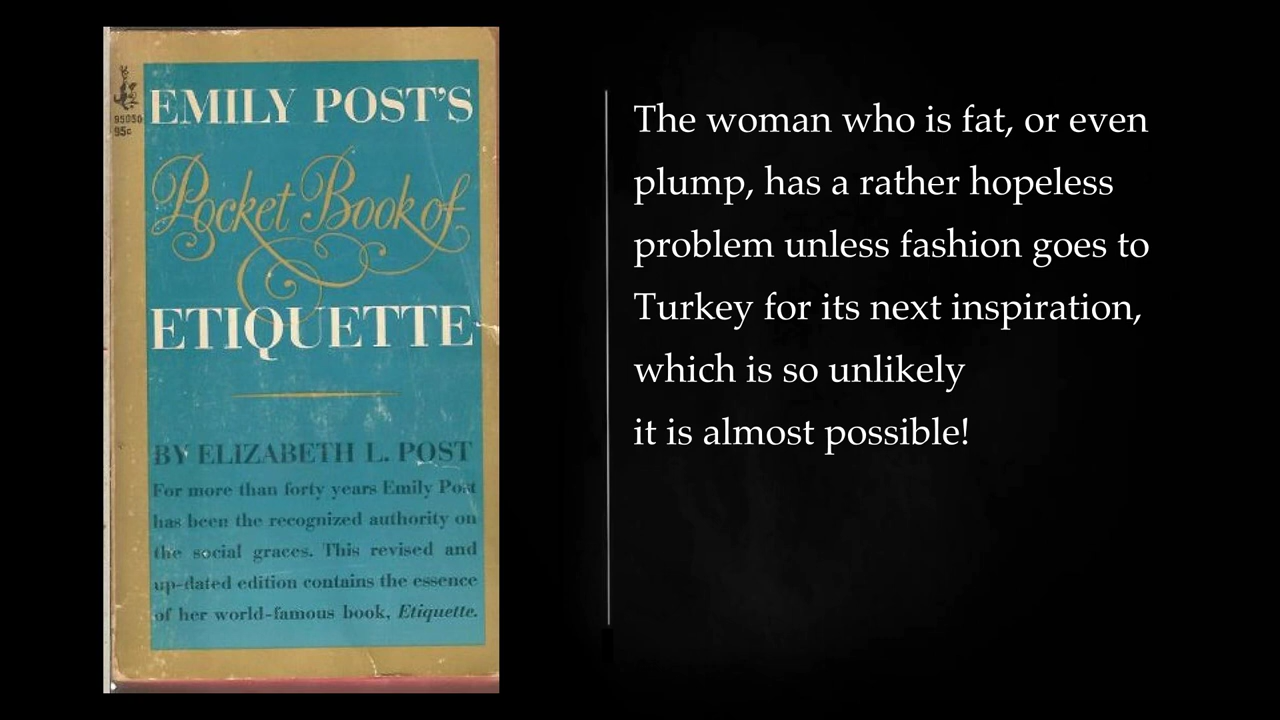 95050
95c
EMILY POST'S
Pocket Book of
ETIQUETTE
BY ELIZABETH L. POST
For more than forty years Emily Post
has been the recognized authority on
the social graces. This revised and
up-dated edition contains the essence
of her world-famous book, Etiquette.
The woman who is fat, or even
plump, has a rather hopeless
problem unless fashion goes to
Turkey for its next inspiration,
which is so unlikely
it is almost possible!